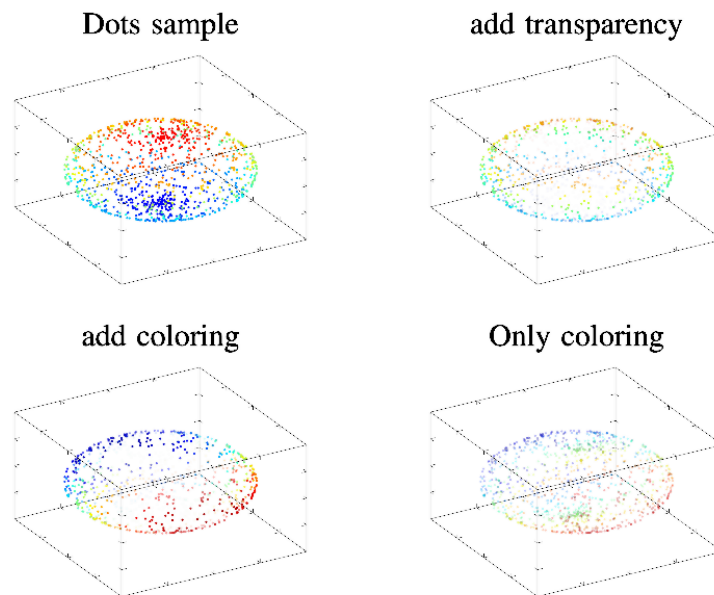 Dots sample
add transparency
add coloring
Only coloring